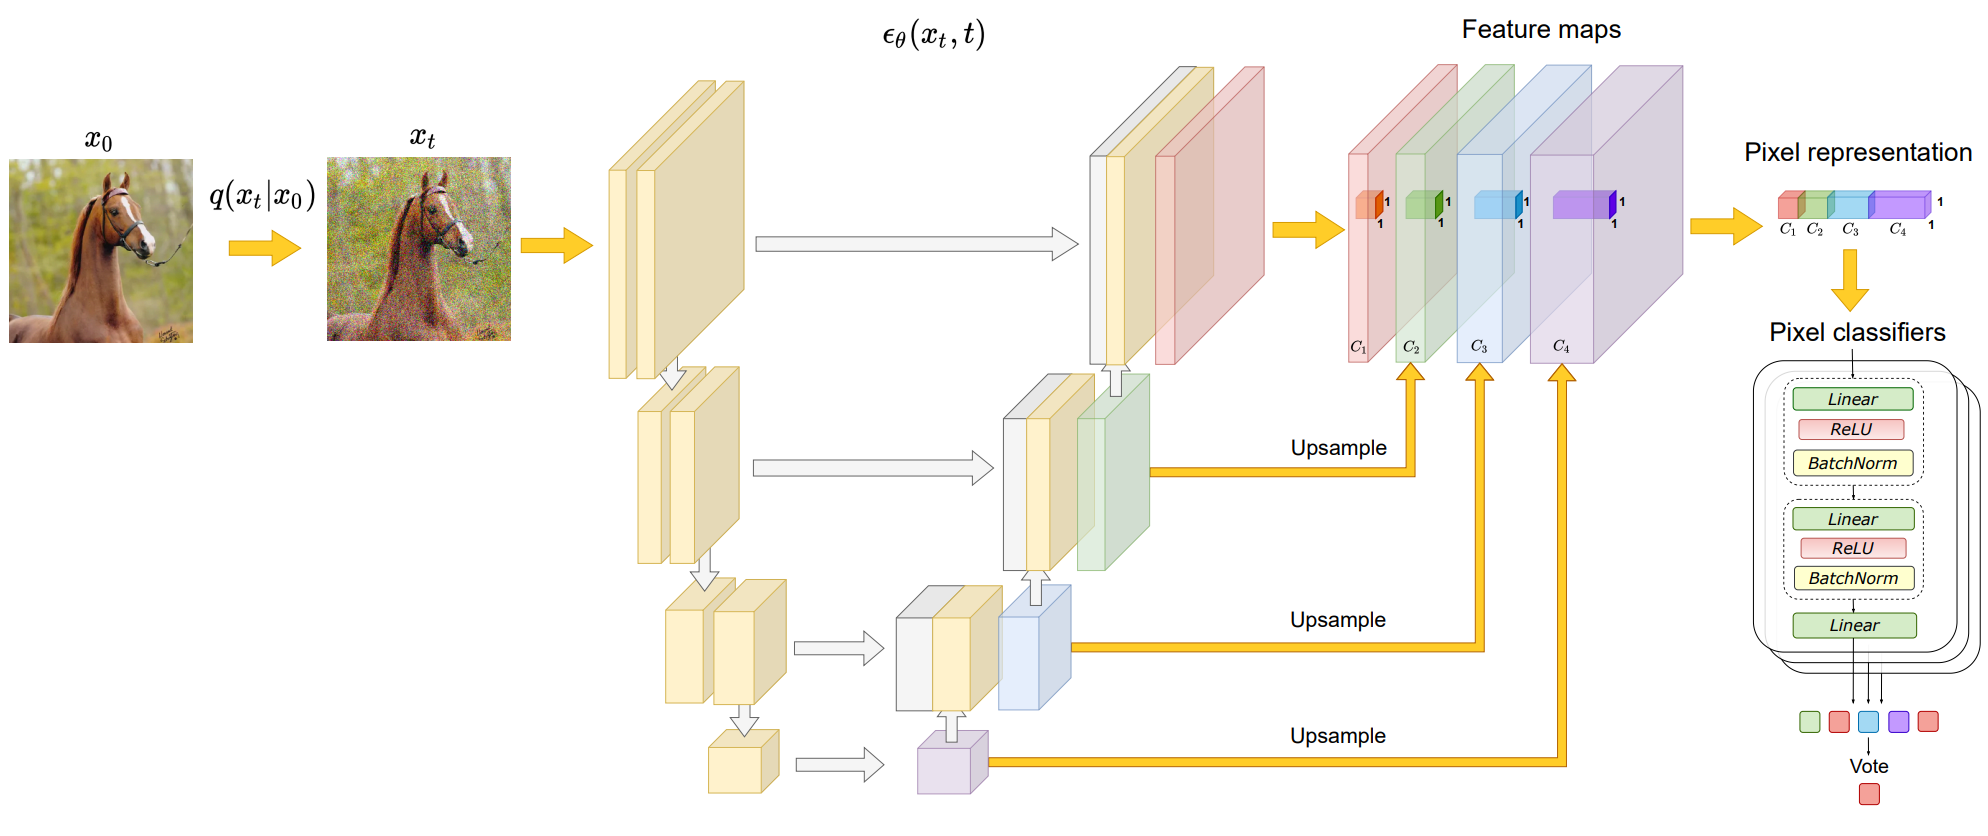 x_0
q(x_t|x_0)
x_t
ϵ_θ(x_t, t)
Feature maps
1
1
1
1
1
1
1
1
C_1
C_2
C_3
C_4
Upsample
Upsample
Upsample
Pixel representation
1
C_1 C_2 C_3 C_4 1
Pixel classifiers
Linear
ReLU
BatchNorm
Linear
ReLU
BatchNorm
Linear
Vote